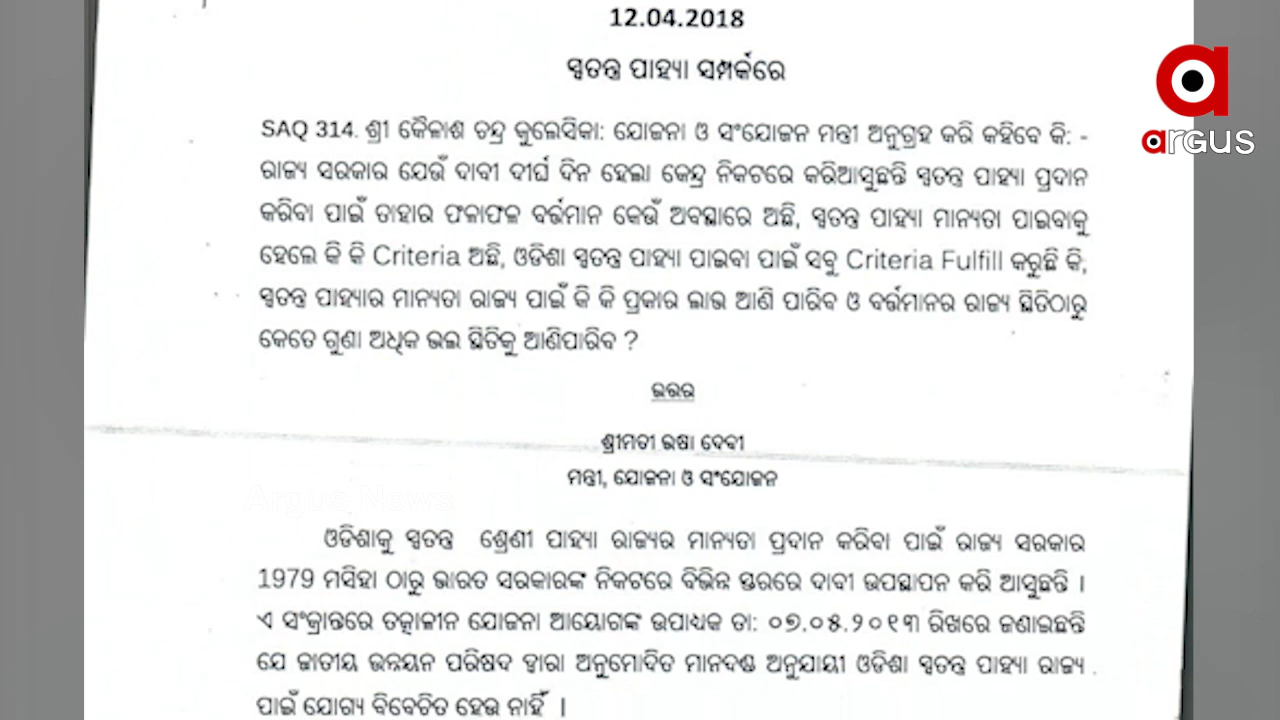 12.04.2018
ସ୍ୱତନ୍ତ୍ର ପାହ୍ୟା ସମ୍ପର୍କରେ
SAQ 314. ଶ୍ରୀ କୈଳାଶ ଚନ୍ଦ୍ର କୁଲେସିକା: ଯୋଜନା ଓ ସଂଯୋଜନ ମନ୍ତ୍ରୀ ଅନୁଗ୍ରହ କରି କହିବେ କି: -
ରାଜ୍ୟ ସରକାର ଯେଉଁ ଦାବୀ ଦୀର୍ଘ ଦିନ ହେଲା କେନ୍ଦ୍ର ନିକଟରେ କରିଆସୁଛନ୍ତି ସ୍ୱତନ୍ତ୍ର ପାହ୍ୟା ପ୍ରଦାନ
କରିବା ପାଇଁ ତାହାର ଫଳାଫଳ ବର୍ତ୍ତମାନ କେଉଁ ଅବସ୍ଥାରେ ଅଛି, ସ୍ୱତନ୍ତ୍ର ପାହ୍ୟା ମାନ୍ୟତା ପାଇବାକୁ
ହେଲେ କି କି Criteria ଅଛି, ଓଡିଶା ସ୍ୱତନ୍ତ୍ର ପାହ୍ୟା ପାଇବା ପାଇଁ ସବୁ Criteria Fulfill କରୁଛି କି,
ସ୍ୱତନ୍ତ୍ର ପାହ୍ୟାର ମାନ୍ୟତା ରାଜ୍ୟ ପାଇଁ କି କି ପ୍ରକାର ଲାଭ ଆଣି ପାରିବ ଓ ବର୍ତ୍ତମାନର ରାଜ୍ୟ ସ୍ଥିତିଠାରୁ
କେତେ ଗୁଣା ଅଧିକ ଭଲ ସ୍ଥିତିକୁ ଆଣିପାରିବ ?
ଉତ୍ତର
ଶ୍ରୀମତୀ ଉଷା ଦେବୀ
ମନ୍ତ୍ରୀ, ଯୋଜନା ଓ ସଂଯୋଜନ
ଓଡିଶାକୁ ସ୍ୱତନ୍ତ୍ର ଶ୍ରେଣୀ ପାହ୍ୟା ରାଜ୍ୟର ମାନ୍ୟତା ପ୍ରଦାନ କରିବା ପାଇଁ ରାଜ୍ୟ ସରକାର
1979 ମସିହା ଠାରୁ ଭାରତ ସରକାରଙ୍କ ନିକଟରେ ବିଭିନ୍ନ ସ୍ତରରେ ଦାବୀ ଉପସ୍ଥାପନ କରି ଆସୁଛନ୍ତି ।
ଏ ସଂକ୍ରାନ୍ତରେ ତତ୍କାଳୀନ ଯୋଜନା ଆୟୋଗଙ୍କ ଉପାଧ୍ୟକ୍ଷ ତା: ୦୭.୦୫.୨୦୧୩ ରିଖରେ ଜଣାଇଛନ୍ତି
ଯେ ଜାତୀୟ ଉନ୍ନୟନ ପରିଷଦ ଦ୍ୱାରା ଅନୁମୋଦିତ ମାନଦଣ୍ଡ ଅନୁଯାୟୀ ଓଡିଶା ସ୍ୱତନ୍ତ୍ର ପାହ୍ୟା ରାଜ୍ୟ
ପାଇଁ ଯୋଗ୍ୟ ବିବେଚିତ ହେଉ ନାହିଁ ।
argus
Argus News